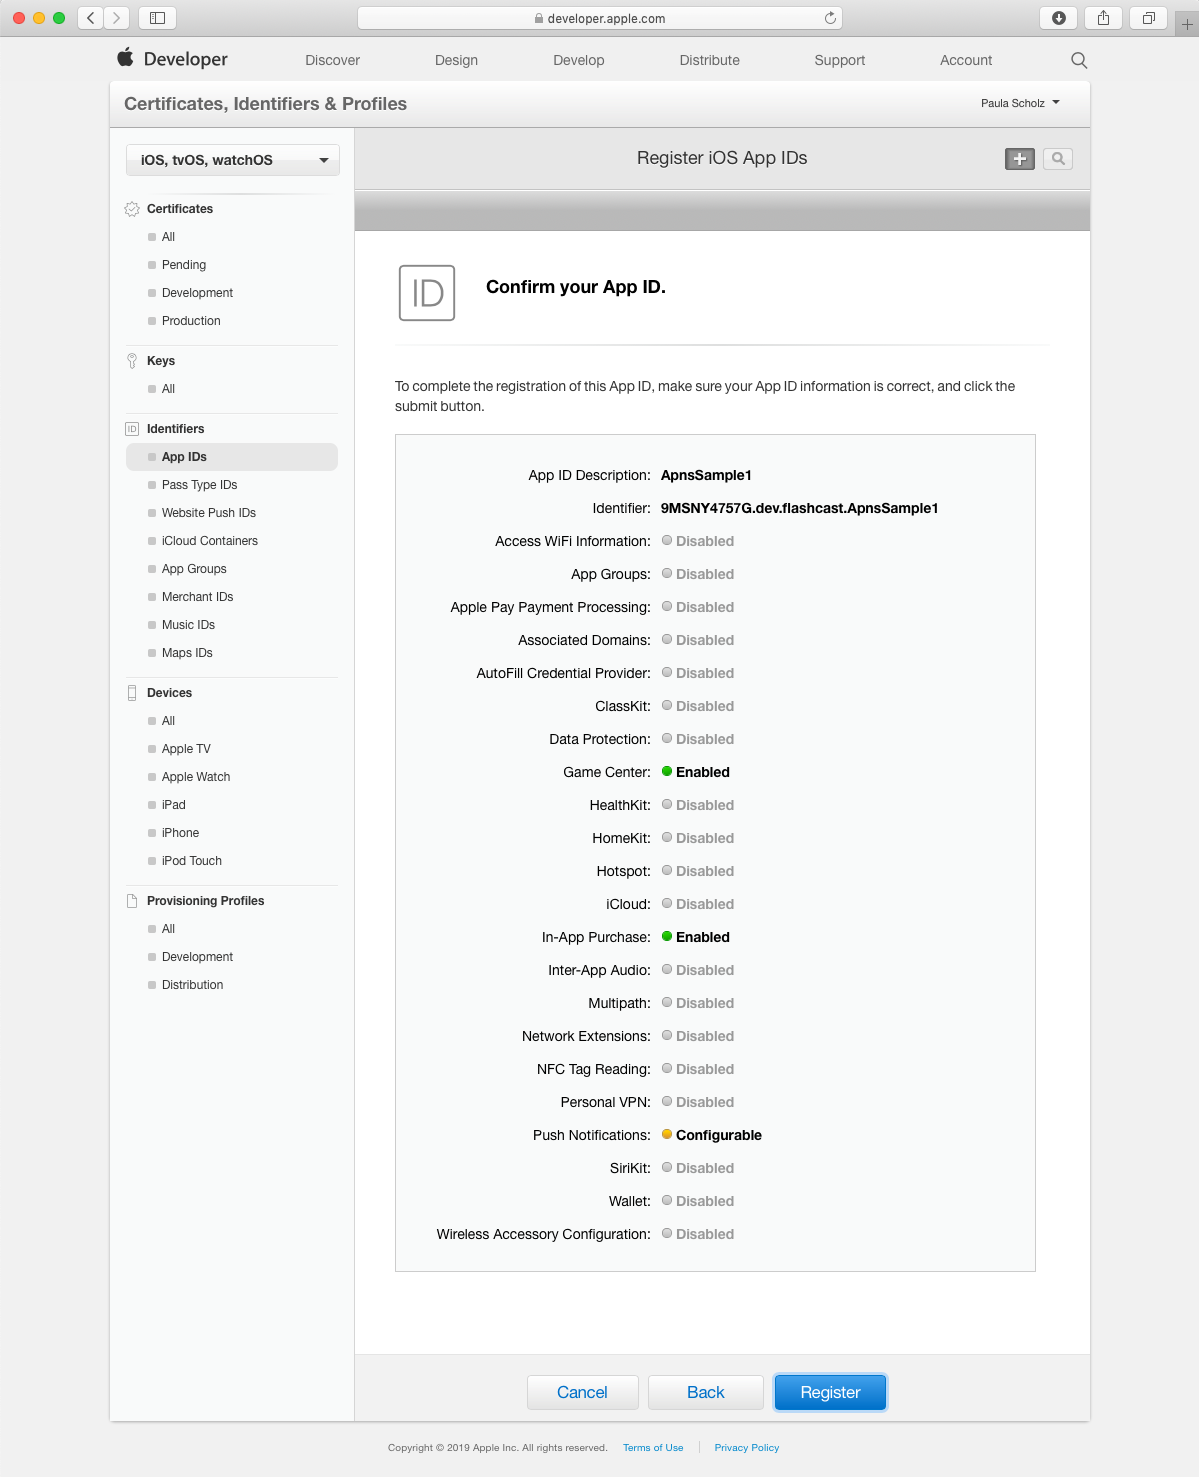 developer.apple.com
Developer
Discover
Design
Develop
Distribute
Support
Account
Certificates, Identifiers & Profiles
Paula Scholz
iOS, tvOS, watchOS
Certificates
All
Pending
Development
Production
Keys
All
ID Identifiers
App IDs
Pass Type IDs
Website Push IDs
iCloud Containers
App Groups
Merchant IDs
Music IDs
Maps IDs
Devices
All
Apple TV
Apple Watch
iPad
iPhone
iPod Touch
Provisioning Profiles
All
Development
Distribution
Register iOS App IDs
ID
Confirm your App ID.
To complete the registration of this App ID, make sure your App ID information is correct, and click the
submit button.
App ID Description: ApnsSample1
Identifier: 9MSNY4757G.dev.flashcast.ApnsSample1
Access WiFi Information: Disabled
App Groups: Disabled
Apple Pay Payment Processing: Disabled
Associated Domains: Disabled
AutoFill Credential Provider: Disabled
ClassKit: Disabled
Data Protection: Disabled
Game Center: Enabled
HealthKit: Disabled
HomeKit: Disabled
Hotspot: Disabled
iCloud: Disabled
In-App Purchase: Enabled
Inter-App Audio: Disabled
Multipath: Disabled
Network Extensions: Disabled
NFC Tag Reading: Disabled
Personal VPN: Disabled
Push Notifications: Configurable
SiriKit: Disabled
Wallet: Disabled
Wireless Accessory Configuration: Disabled
Cancel
Back
Register
Copyright © 2019 Apple Inc. All rights reserved. Terms of Use | Privacy Policy